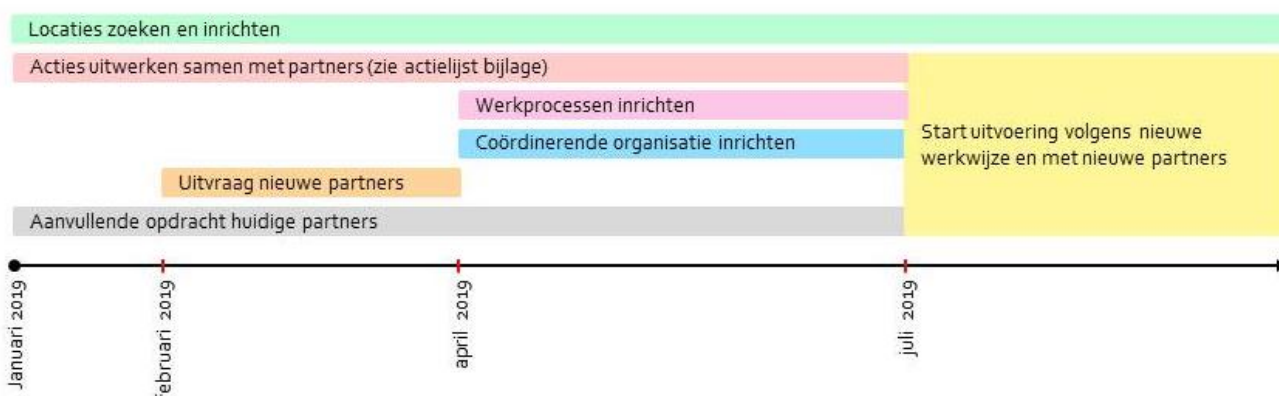 Locaties zoeken en inrichten
Acties uitwerken samen met partners (zie actielijst bijlage)
Werkprocessen inrichten
Coördinerende organisatie inrichten
Start uitvoering volgens nieuwe
werkwijze en met nieuwe partners
Uitvraag nieuwe partners
Aanvullende opdracht huidige partners
Januari 2019
februari 2019
april 2019
juli 2019